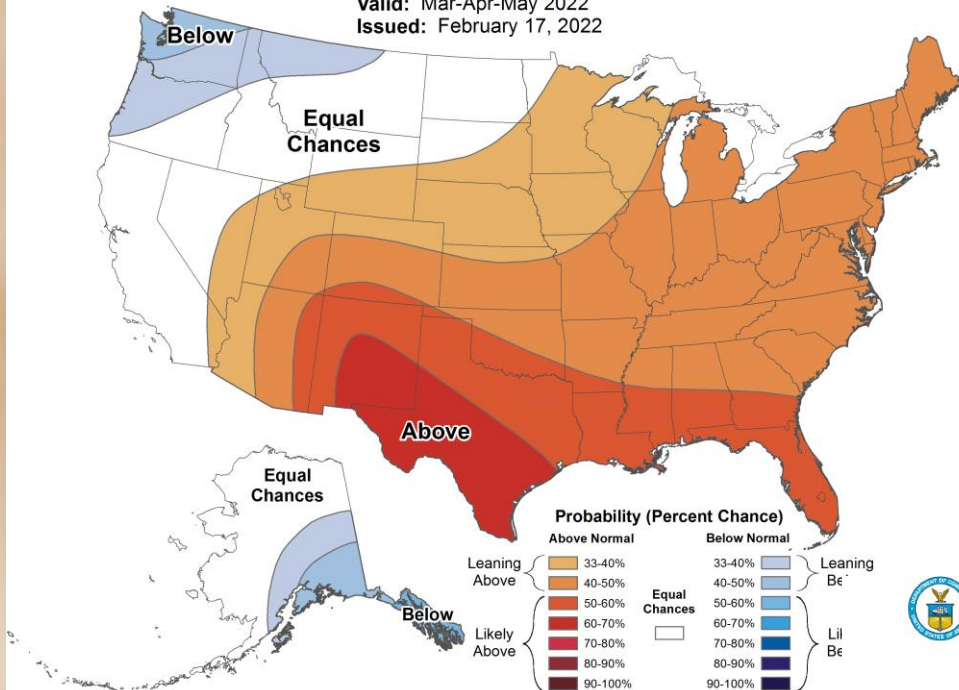 Valid: Mar-Apr-May 2022
Issued: February 17, 2022
Below
Equal
Chances
Above
Equal
Chances
Below
Probability (Percent Chance)
Above Normal
Below Normal
Leaning
Above
33-40%
40-50%
Likely
Above
50-60%
60-70%
70-80%
80-90%
90-100%
Equal
Chances
33-40%
40-50%
50-60%
60-70%
70-80%
80-90%
90-100%
Leaning